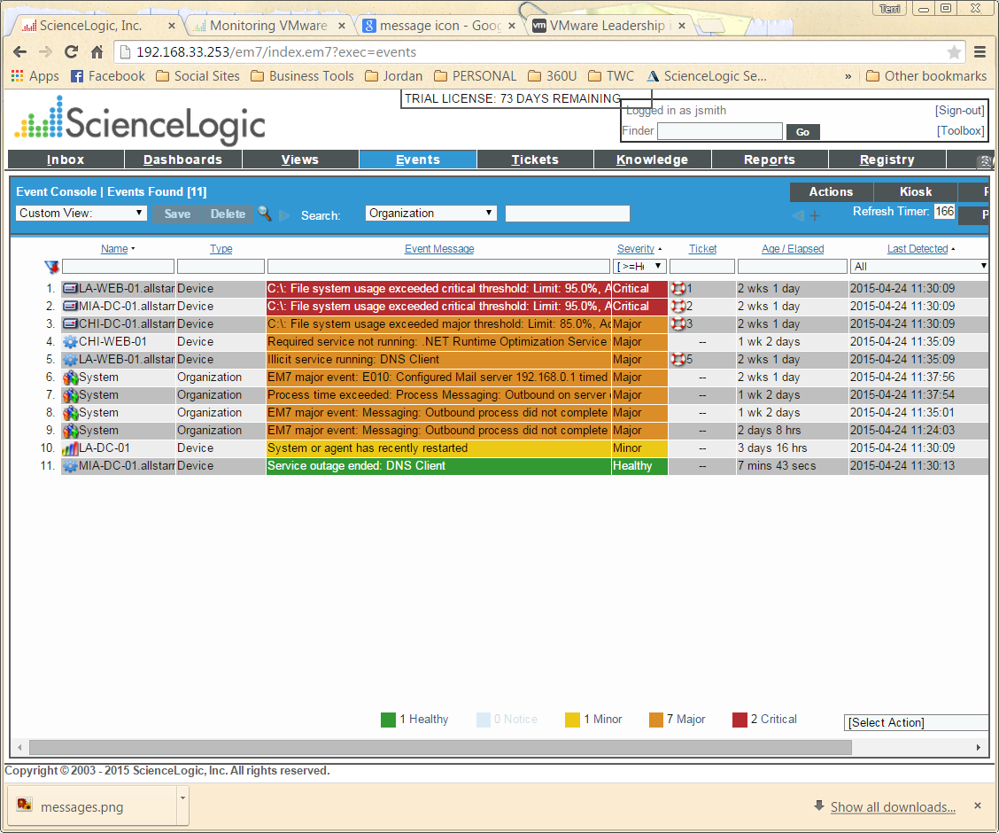 Terri
ScienceLogic, Inc. × Monitoring VMware × message icon - Goog × VMware Leadership ×
192.168.33.253/em7/index.em7?exec=events
Apps Facebook Social Sites Business Tools Jordan PERSONAL 360U TWC ScienceLogic Se... » Other bookmarks
TRIAL LICENSE: 73 DAYS REMAINING
ScienceLogic
Logged in as jsmith [Sign-out]
Finder Go [Toolbox]
Inbox Dashboards Views Events Tickets Knowledge Reports Registry
Event Console | Events Found [11] Actions Kiosk
Custom View: Save Delete Search: Organization Refresh Timer: 166
Name Type Event Message Severity Ticket Age / Elapsed Last Detected
[ >=H All
1. LA-WEB-01.allstar Device C:\: File system usage exceeded critical threshold: Limit: 95.0%, A Critical 1 2 wks 1 day 2015-04-24 11:30:09
2. MIA-DC-01.allstarr Device C:\: File system usage exceeded critical threshold: Limit: 95.0%, A Critical 2 2 wks 1 day 2015-04-24 11:30:09
3. CHI-DC-01.allstarr Device C:\: File system usage exceeded major threshold: Limit: 85.0%, Ac Major 3 2 wks 1 day 2015-04-24 11:30:09
4. CHI-WEB-01 Device Required service not running: .NET Runtime Optimization Service Major -- 1 wk 2 days 2015-04-24 11:35:09
5. LA-WEB-01.allstar Device Illicit service running: DNS Client Major 5 2 wks 1 day 2015-04-24 11:35:09
6. System Organization EM7 major event: E010: Configured Mail server 192.168.0.1 timed Major -- 2 wks 1 day 2015-04-24 11:37:56
7. System Organization Process time exceeded: Process Messaging: Outbound on server Major -- 1 wk 2 days 2015-04-24 11:37:54
8. System Organization EM7 major event: Messaging: Outbound process did not complete Major -- 1 wk 2 days 2015-04-24 11:35:01
9. System Organization EM7 major event: Messaging: Outbound process did not complete Major -- 2 days 8 hrs 2015-04-24 11:24:03
10. LA-DC-01 Device System or agent has recently restarted Minor -- 3 days 16 hrs 2015-04-24 11:30:09
11. MIA-DC-01.allstarr Device Service outage ended: DNS Client Healthy -- 7 mins 43 secs 2015-04-24 11:30:13
1 Healthy 0 Notice 1 Minor 7 Major 2 Critical [Select Action]
Copyright © 2003 - 2015 ScienceLogic, Inc. All rights reserved.
messages.png Show all downloads... ×